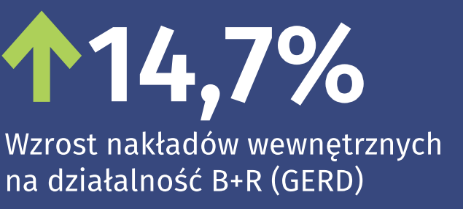 14,7%
Wzrost nakładów wewnętrznych
na działalność B+R (GERD)